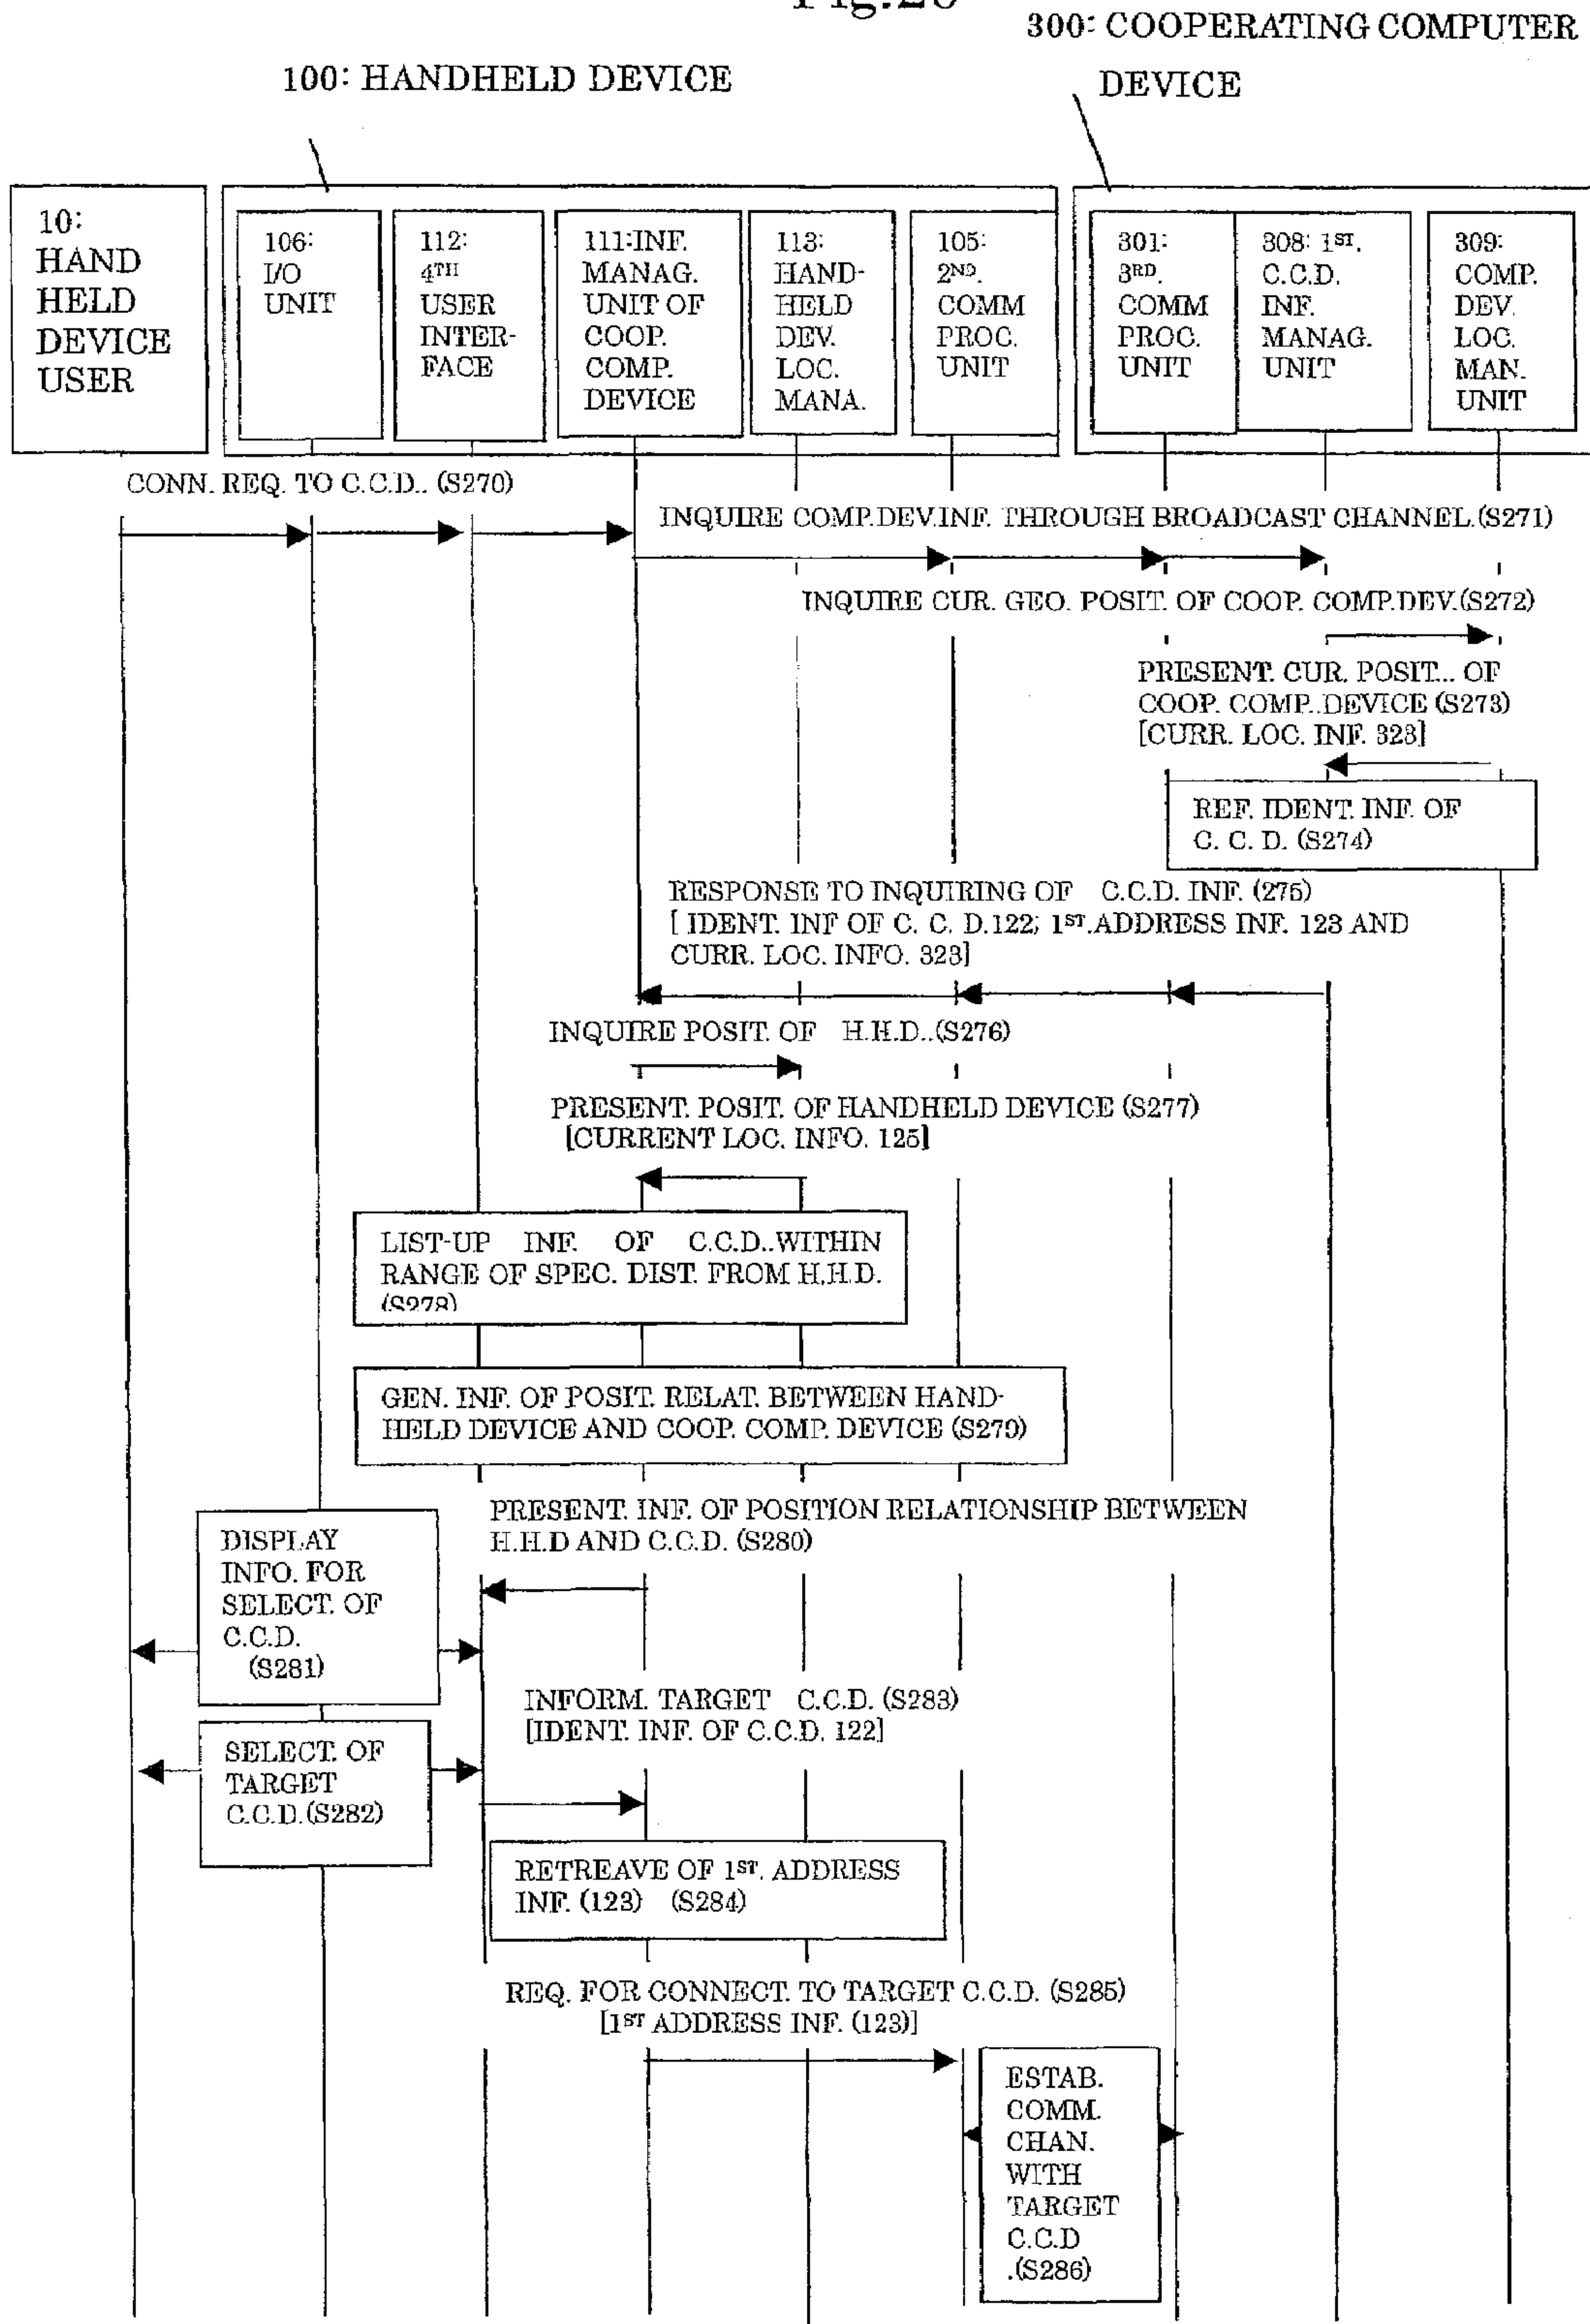 300: COOPERATING COMPUTER
DEVICE
100: HANDHELD DEVICE
10:
HAND
HELD
DEVICE
USER
106:
I/O
UNIT
112:
4TH
USER
INTER-
FACE
111:INF.
MANAG.
UNIT OF
COOP.
COMP.
DEVICE
113:
HAND-
HELD
DEV.
LOC.
MANA.
105:
2ND.
COMM
PROC.
UNIT
301:
3RD.
COMM
PROC.
UNIT
308: 1ST.
C.C.D.
INF.
MANAG.
UNIT
309:
COMP.
DEV.
LOC.
MAN.
UNIT
CONN. REQ. TO C.C.D.. (S270)
INQUIRE COMP.DEV.INF. THROUGH BROADCAST CHANNEL.(S271)
INQUIRE CUR. GEO. POSIT. OF COOP. COMP.DEV.(S272)
PRESENT. CUR. POSIT... OF
COOP. COMP..DEVICE (S273)
[CURR. LOC. INF. 323]
REF. IDENT. INF. OF
C. C. D. (S274)
RESPONSE TO INQUIRING OF C.C.D. INF. (275)
[ IDENT. INF OF C. C. D.122; 1ST.ADDRESS INF. 123 AND
CURR. LOC. INFO. 323]
INQUIRE POSIT. OF H.H.D..(S276)
PRESENT. POSIT. OF HANDHELD DEVICE (S277)
[CURRENT LOC. INFO. 125]
LIST-UP INF. OF C.C.D..WITHIN
RANGE OF SPEC. DIST. FROM H.H.D.
(S278)
GEN. INF. OF POSIT. RELAT. BETWEEN HAND-
HELD DEVICE AND COOP. COMP. DEVICE (S279)
PRESENT. INF. OF POSITION RELATIONSHIP BETWEEN
H.H.D AND C.C.D. (S280)
DISPLAY
INFO. FOR
SELECT. OF
C.C.D.
(S281)
INFORM. TARGET C.C.D. (S283)
[IDENT. INF. OF C.C.D. 122]
SELECT. OF
TARGET
C.C.D.(S282)
RETREAVE OF 1ST. ADDRESS
INF. (123) (S284)
REQ. FOR CONNECT. TO TARGET C.C.D. (S285)
[1ST ADDRESS INF. (123)]
ESTAB.
COMM.
CHAN.
WITH
TARGET
C.C.D
.(S286)